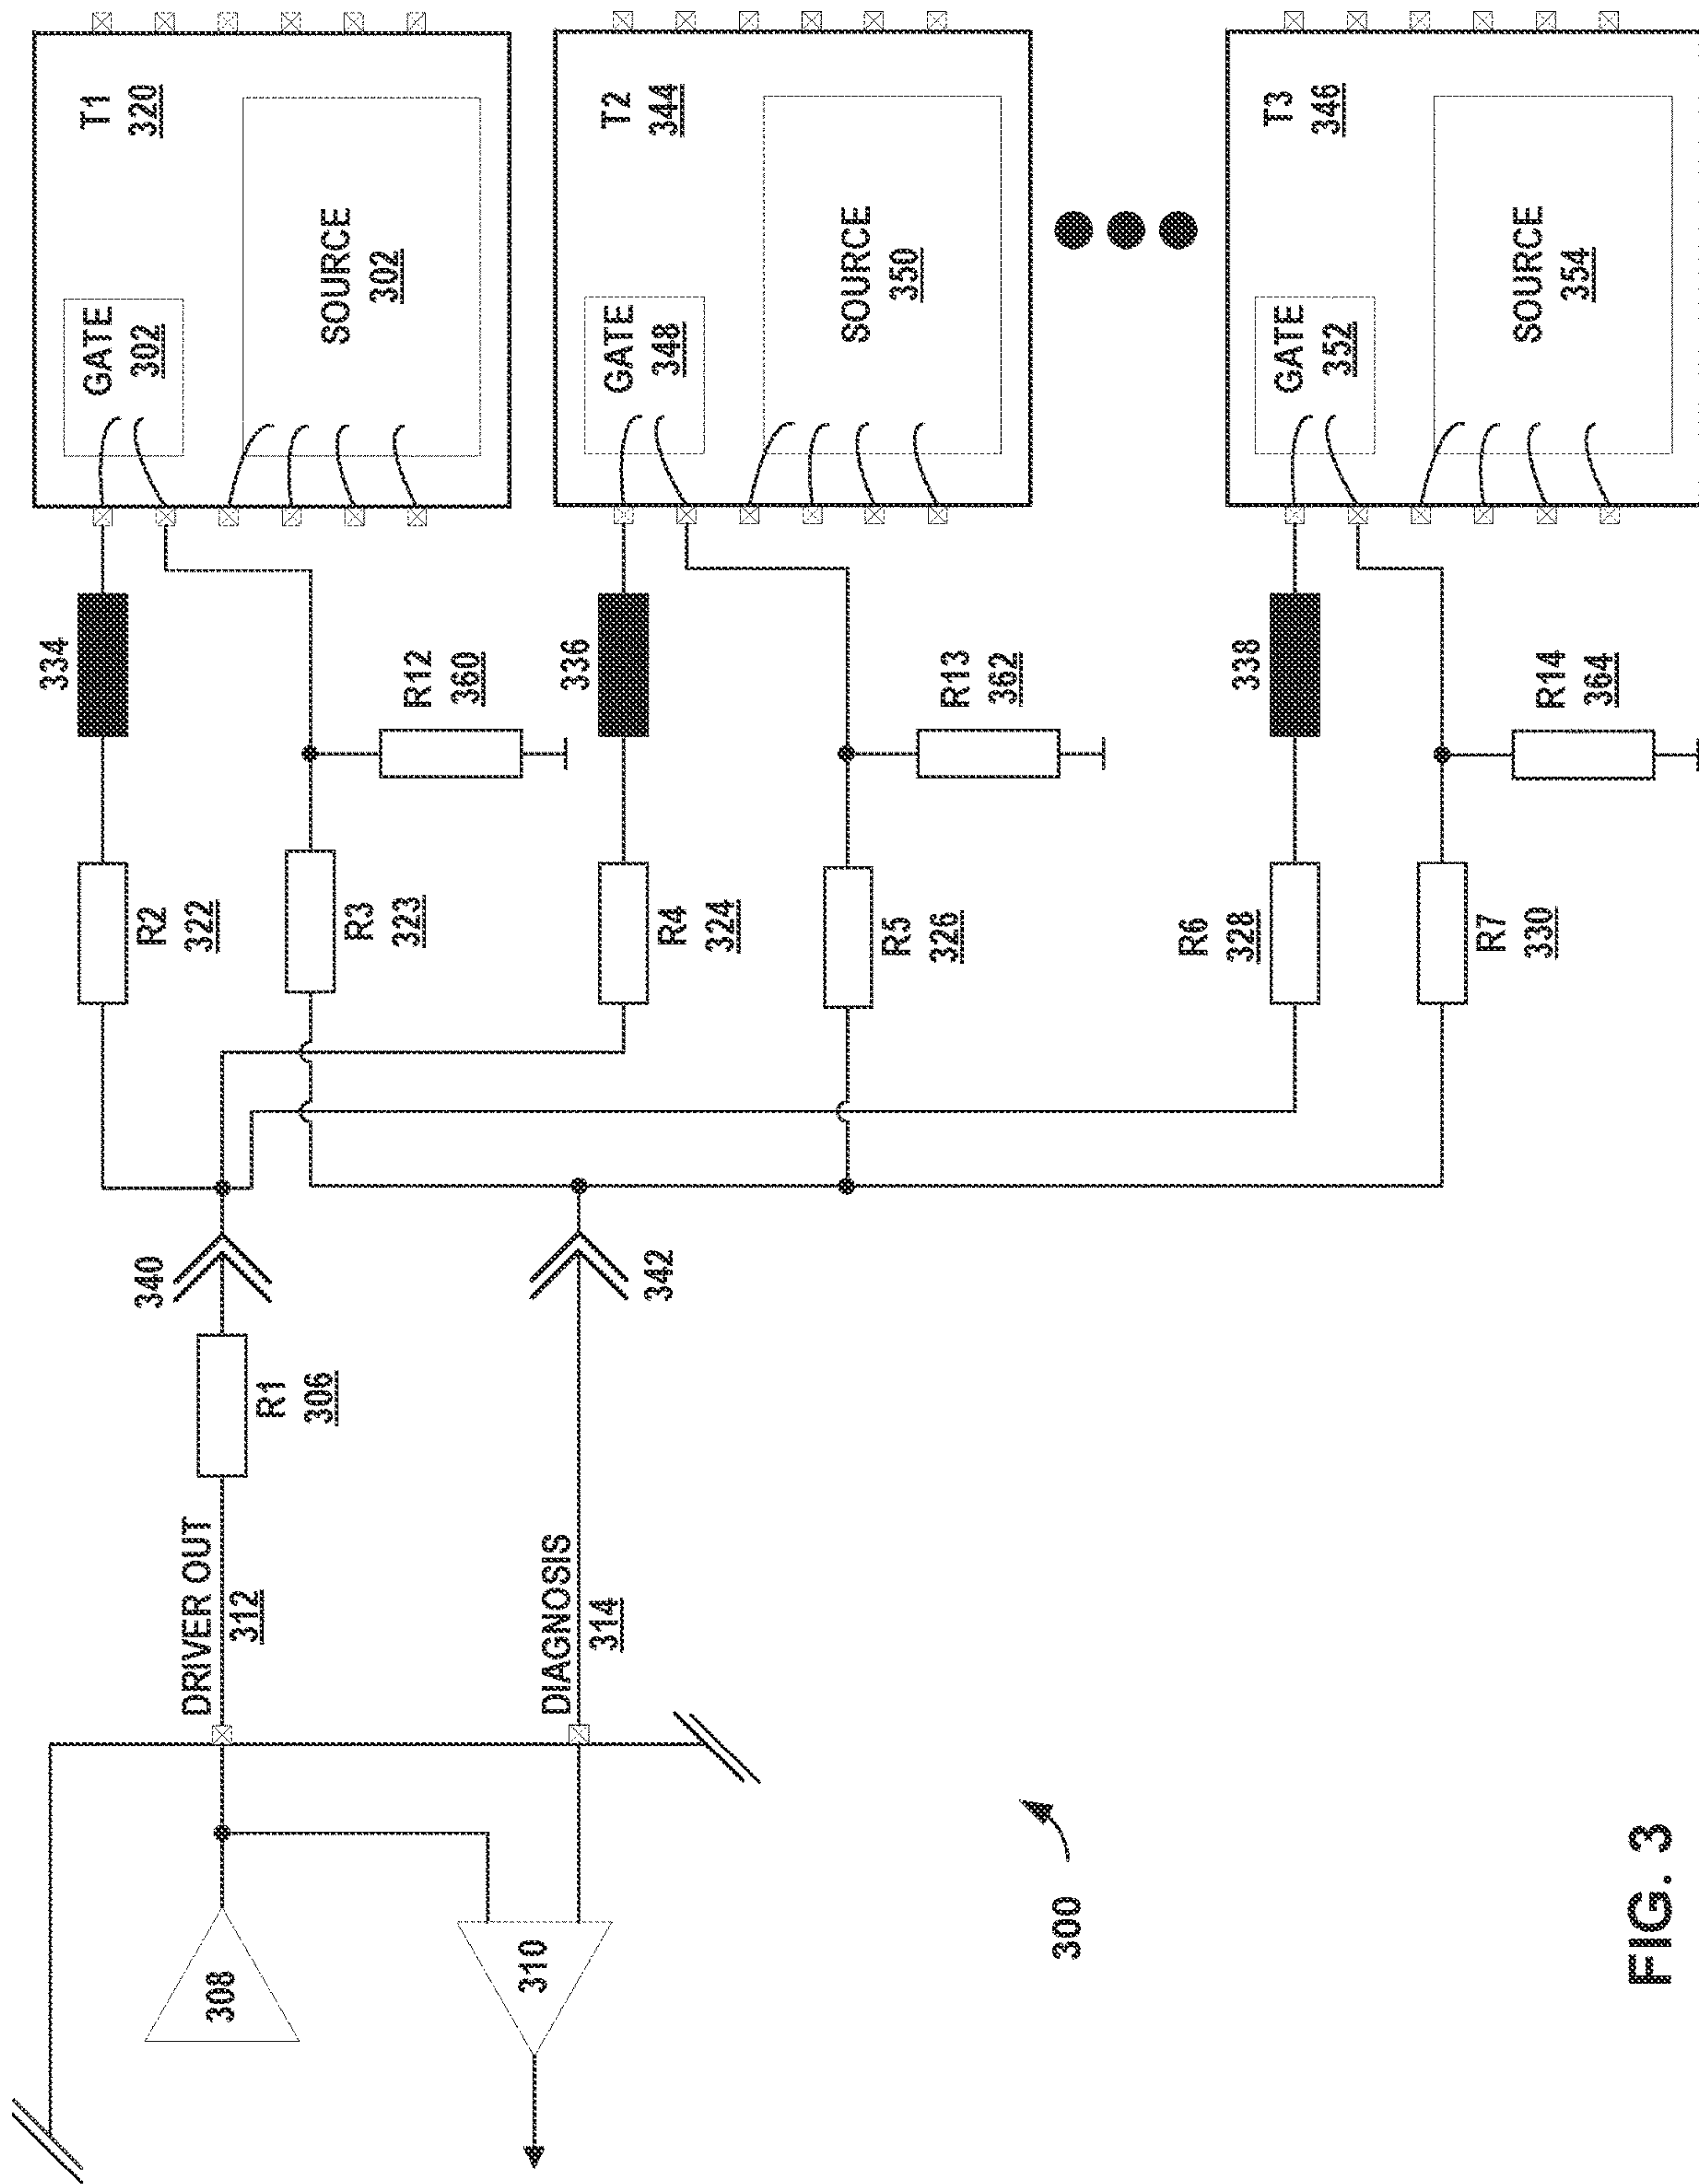 308
310
DRIVER OUT
312
DIAGNOSIS
314
R1
306
340
342
R2
322
R3
323
R4
324
R5
326
R6
328
R7
330
334
R12
360
336
R13
362
338
R14
364
GATE
302
SOURCE
302
T1
320
GATE
348
SOURCE
350
T2
344
GATE
352
SOURCE
354
T3
346
300
FIG. 3